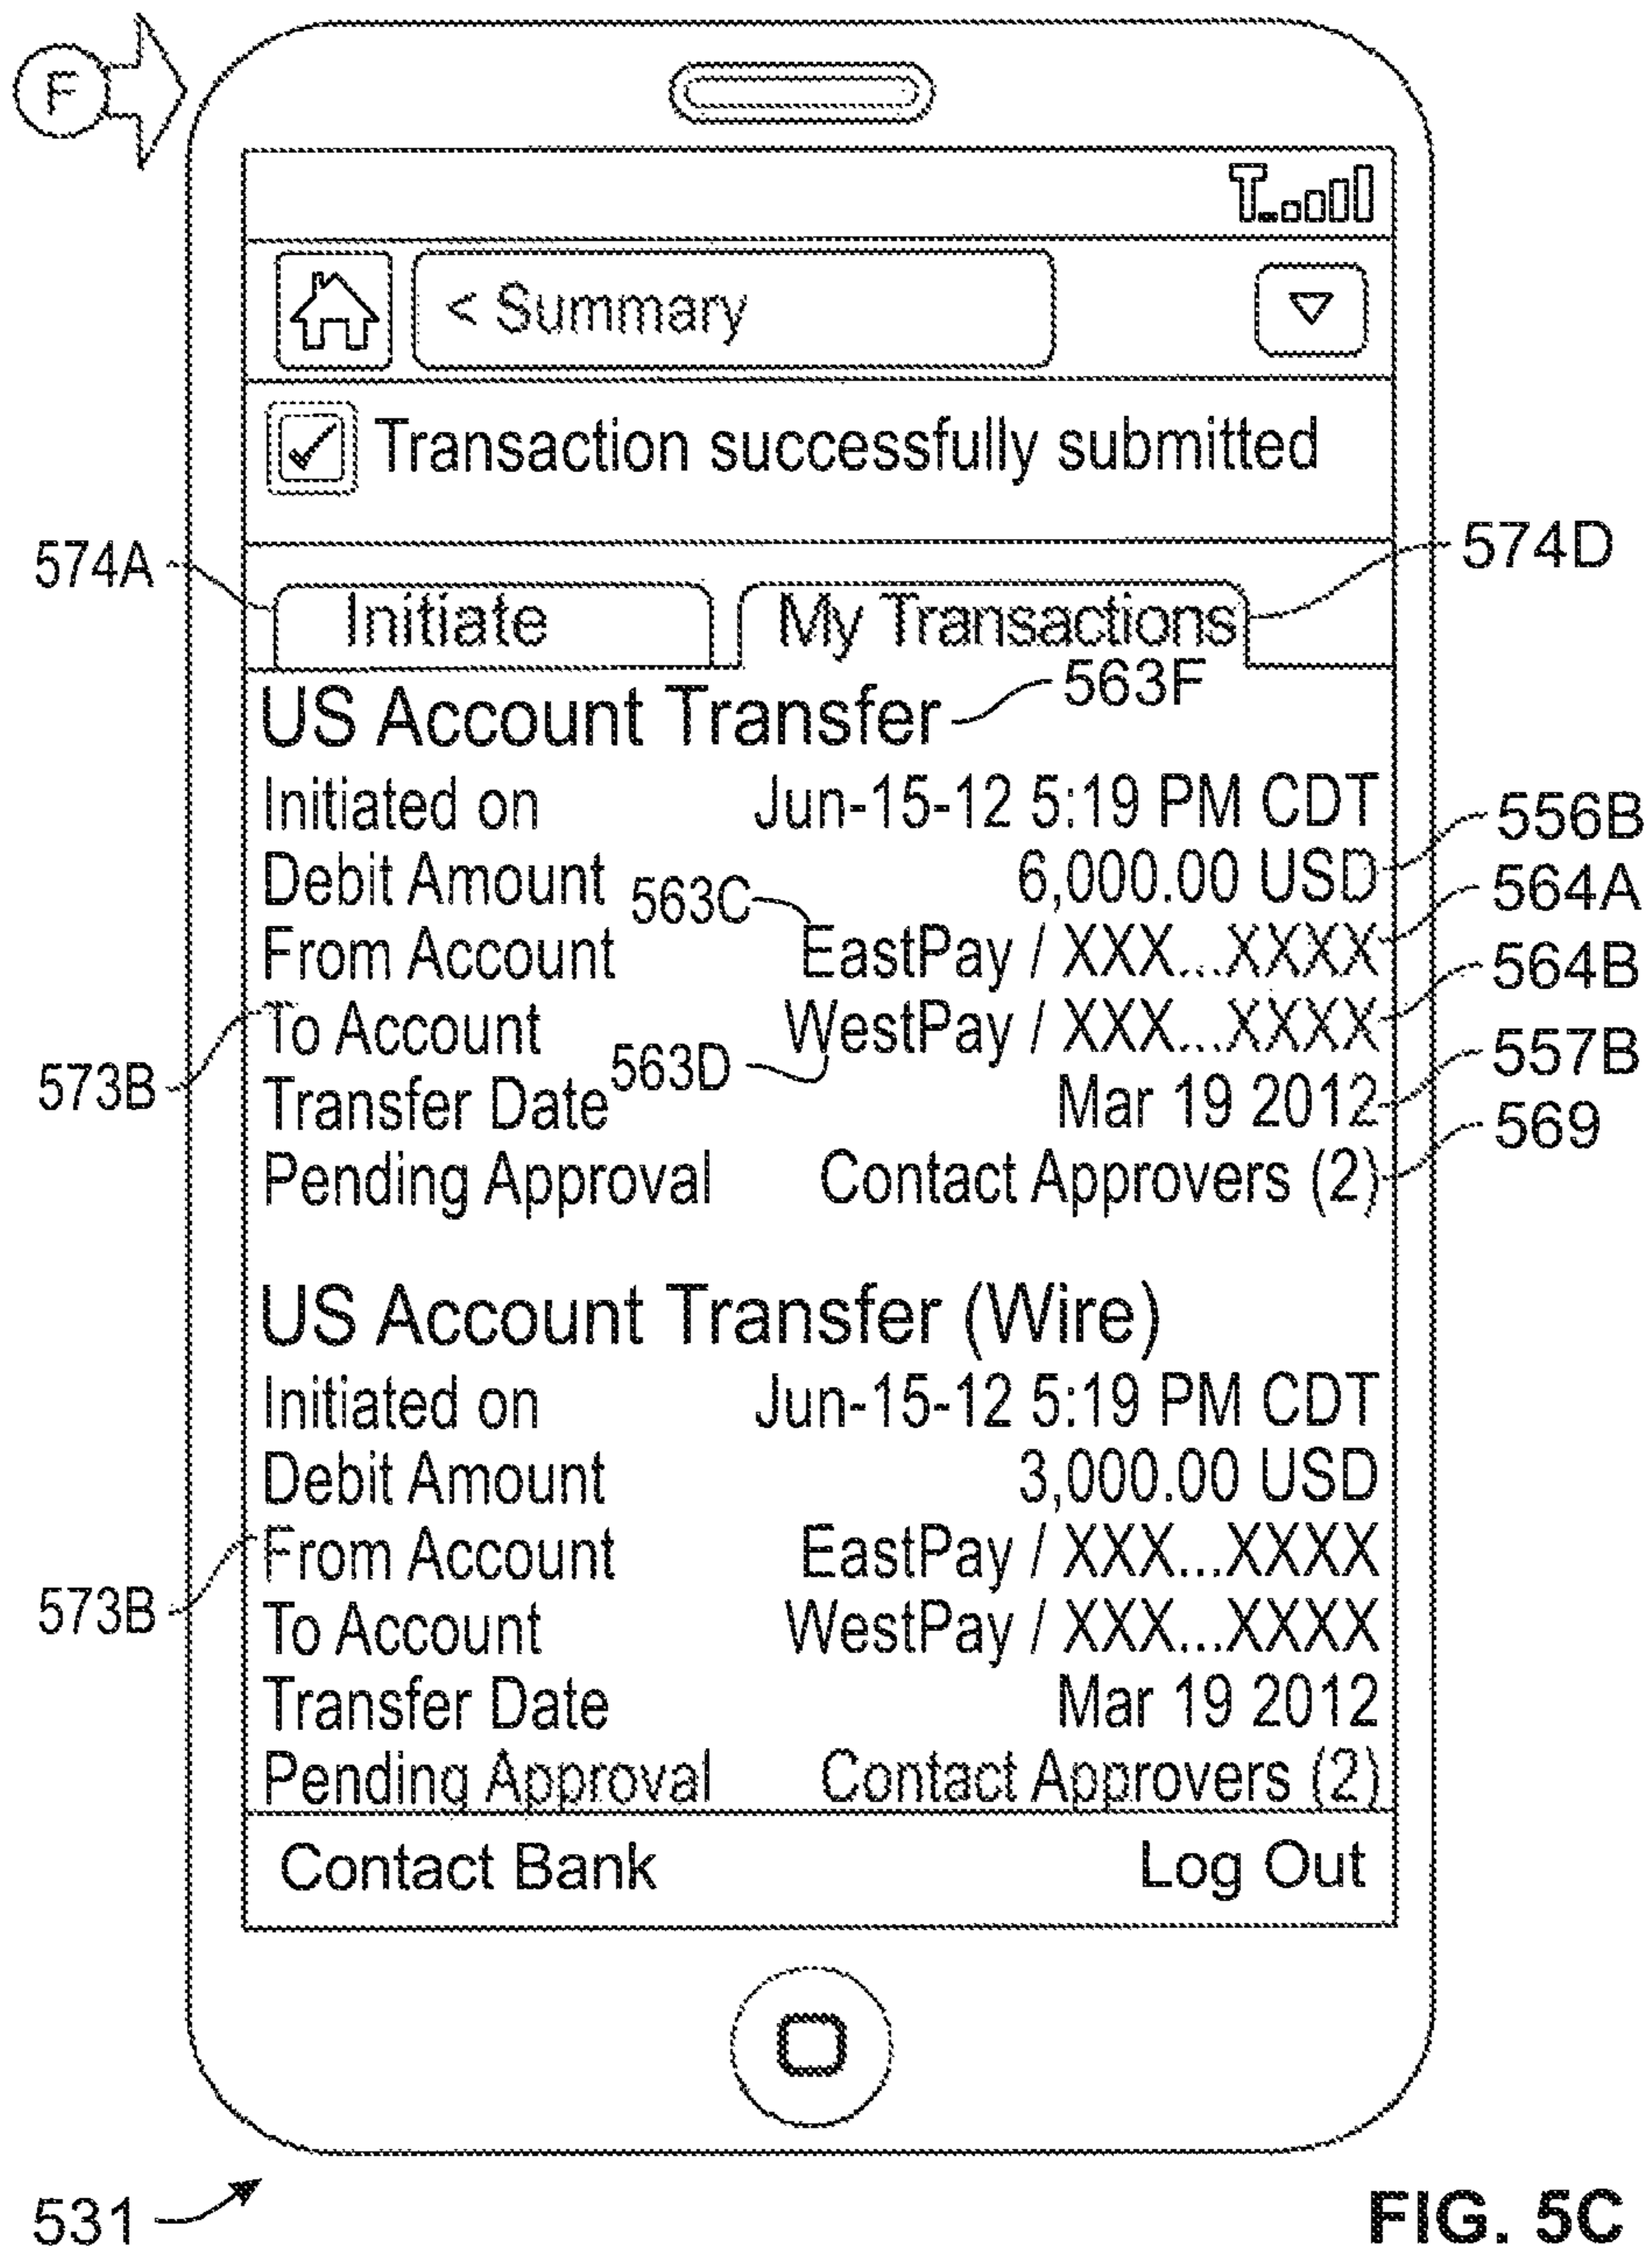 F
T
< Summary
Transaction successfully submitted
574A
574D
Initiate My Transactions
US Account Transfer 563F
Initiated on Jun-15-12 5:19 PM CDT
556B
Debit Amount 563C 6,000.00 USD
564A
From Account EastPay / XXX...XXXX
564B
To Account WestPay / XXX...XXXX
573B 563D 557B
Transfer Date Mar 19 2012
569
Pending Approval Contact Approvers (2)
US Account Transfer (Wire)
Initiated on Jun-15-12 5:19 PM CDT
Debit Amount 3,000.00 USD
From Account EastPay / XXX...XXXX
573B
To Account WestPay / XXX...XXXX
Transfer Date Mar 19 2012
Pending Approval Contact Approvers (2)
Contact Bank Log Out
531
FIG. 5C